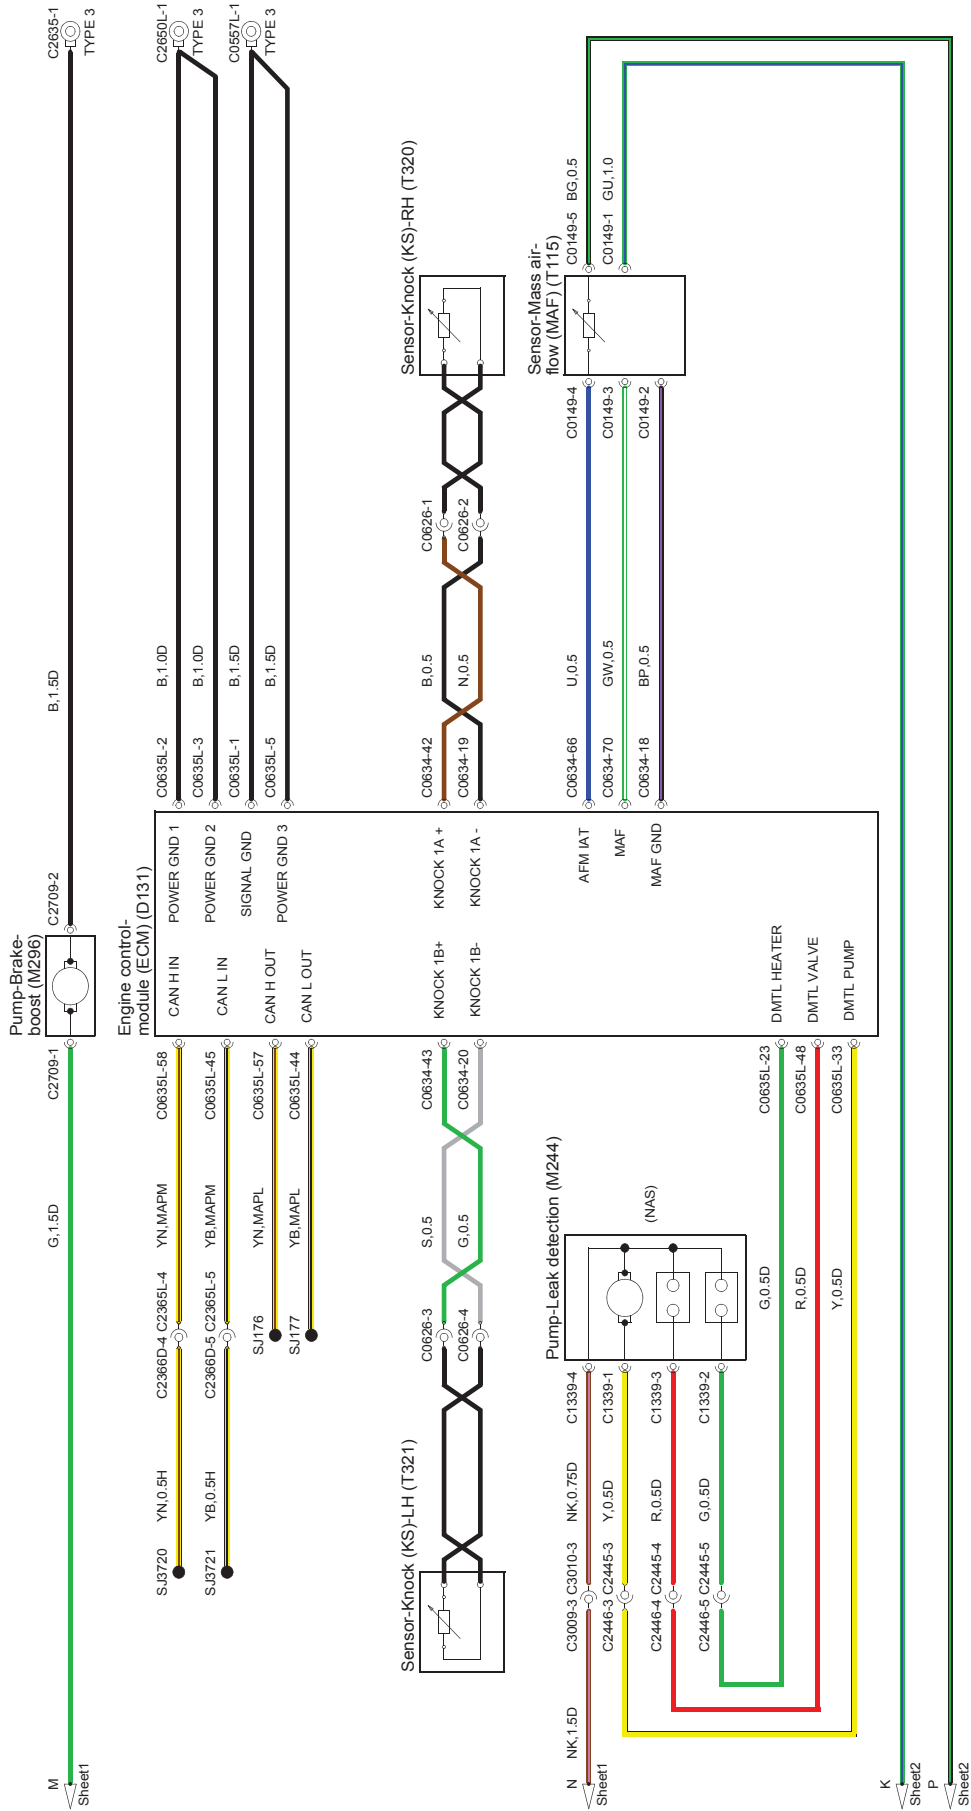 M
Sheet1
G,1.5D
C2709-1
Pump-Brake-
boost (M296)
C2709-2
B,1.5D
C2635-1
TYPE 3
Engine control-
module (ECM) (D131)
SJ3720
YN,0.5H
C2366D-4
C2365L-4
YN,MAPM
C0635L-58
CAN H IN
POWER GND 1
C0635L-2
B,1.0D
C2650L-1
TYPE 3
SJ3721
YB,0.5H
C2366D-5
C2365L-5
YB,MAPM
C0635L-45
CAN L IN
POWER GND 2
C0635L-3
B,1.0D
SJ176
YN,MAPL
C0635L-57
CAN H OUT
SIGNAL GND
C0635L-1
B,1.5D
C0557L-1
TYPE 3
SJ177
YB,MAPL
C0635L-44
CAN L OUT
POWER GND 3
C0635L-5
B,1.5D
Sensor-Knock (KS)-LH (T321)
Sensor-Knock (KS)-RH (T320)
C0626-3
S,0.5
C0634-43
KNOCK 1B+
KNOCK 1A +
C0634-42
B,0.5
C0626-1
C0626-4
G,0.5
C0634-20
KNOCK 1B-
KNOCK 1A -
C0634-19
N,0.5
C0626-2
Sensor-Mass air-
flow (MAF) (T115)
AFM IAT
C0634-66
U,0.5
C0149-4
C0149-5
BG,0.5
MAF
C0634-70
GW,0.5
C0149-3
C0149-1
GU,1.0
MAF GND
C0634-18
BP,0.5
C0149-2
Pump-Leak detection (M244)
(NAS)
N
Sheet1
NK,1.5D
C3009-3
C3010-3
NK,0.75D
C1339-4
C2446-3
C2445-3
Y,0.5D
C1339-1
C2446-4
C2445-4
R,0.5D
C1339-3
C2446-5
C2445-5
G,0.5D
C1339-2
G,0.5D
C0635L-23
DMTL HEATER
R,0.5D
C0635L-48
DMTL VALVE
Y,0.5D
C0635L-33
DMTL PUMP
K
Sheet2
P
Sheet2